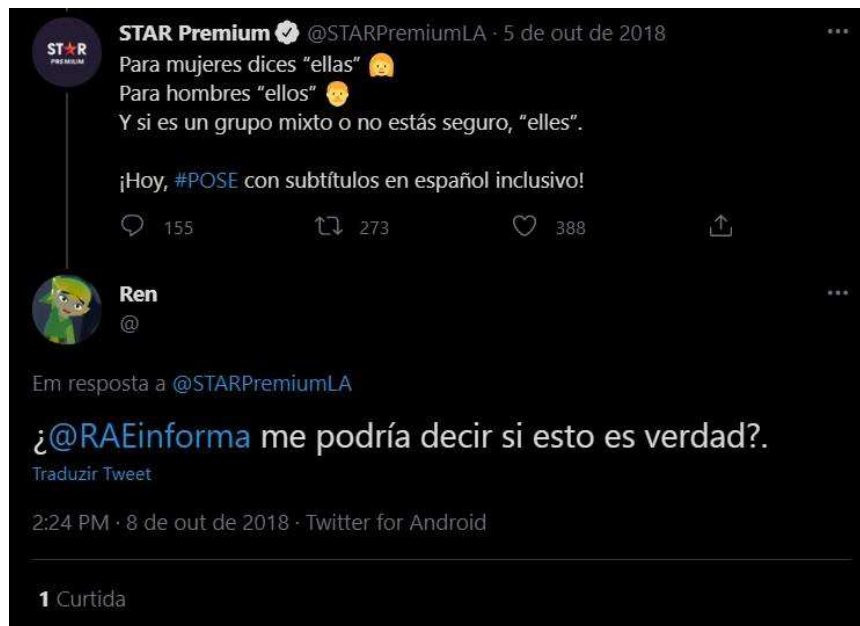 ST★R
PREMIUM
STAR Premium @STARPremiumLA · 5 de out de 2018
Para mujeres dices “ellas”
Para hombres “ellos”
Y si es un grupo mixto o no estás seguro, “elles”.
¡Hoy, #POSE con subtítulos en español inclusivo!
155 273 388
Ren
@
Em resposta a @STARPremiumLA
¿@RAEinforma me podría decir si esto es verdad?.
Traduzir Tweet
2:24 PM · 8 de out de 2018 · Twitter for Android
1 Curtida